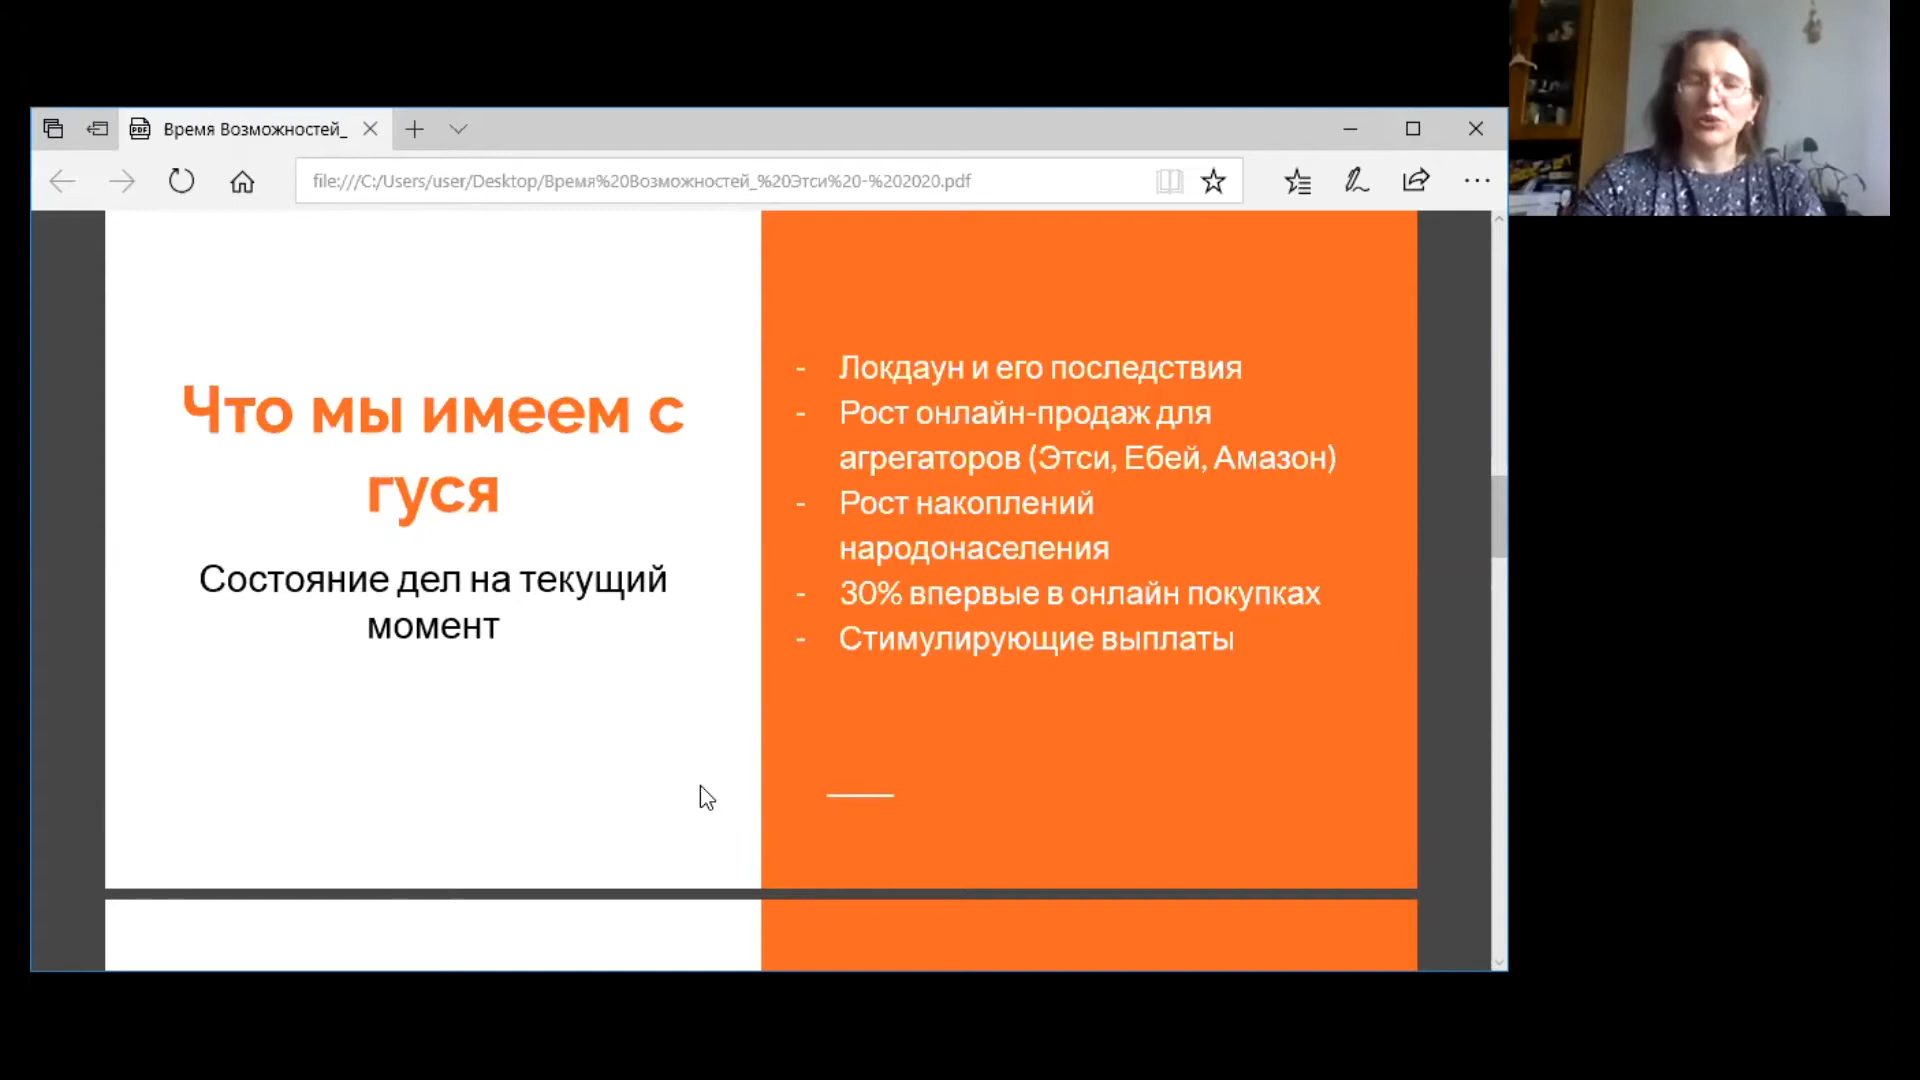 Время Возможностей_
file:///C:/Users/user/Desktop/Время%20Возможностей_%20Этси%20-%202020.pdf
Что мы имеем с
гуся
Состояние дел на текущий
момент
- Локдаун и его последствия
- Рост онлайн-продаж для
агрегаторов (Этси, Ебей, Амазон)
- Рост накоплений
народонаселения
- 30% впервые в онлайн покупках
- Стимулирующие выплаты